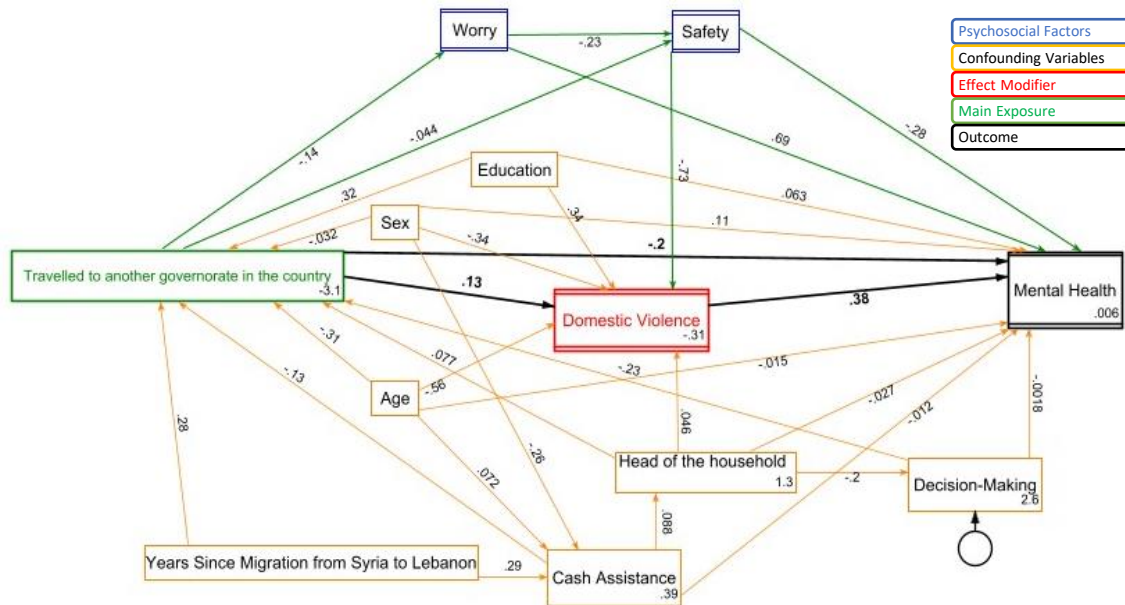 Worry
-.23
Safety
Psychosocial Factors
Confounding Variables
Effect Modifier
Main Exposure
Outcome
-.14
-.044
.69
-.28
-.73
Education
.32
.34
.063
Sex
-.032
-.34
.11
-.2
Travelled to another governorate in the country
-3.1
.13
Domestic Violence
-.31
.38
Mental Health
.006
-.31
.077
-.23
-.015
-.13
Age
-.56
.28
.046
-.027
-.012
-.0018
-.26
.072
Head of the household
1.3
-.2
Decision-Making
2.6
.088
Years Since Migration from Syria to Lebanon
.29
Cash Assistance
.39